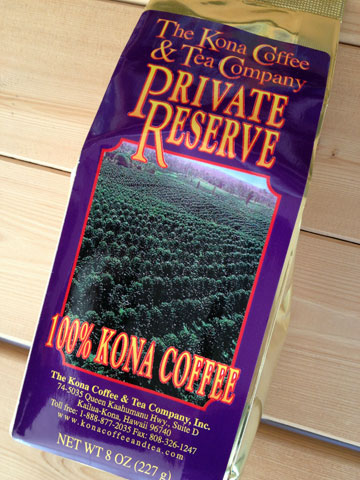 The Kona Coffee
& Tea Company
PRIVATE
RESERVE
100% KONA COFFEE
The Kona Coffee & Tea Company, Inc.
74-5035 Queen Kaahumanu Hwy., Suite D
Kailua-Kona, Hawaii 96740
Toll free: 1-888-877-2035 Fax: 808-326-1247
www.konacoffeeandtea.com
NET WT 8 OZ (227 g)